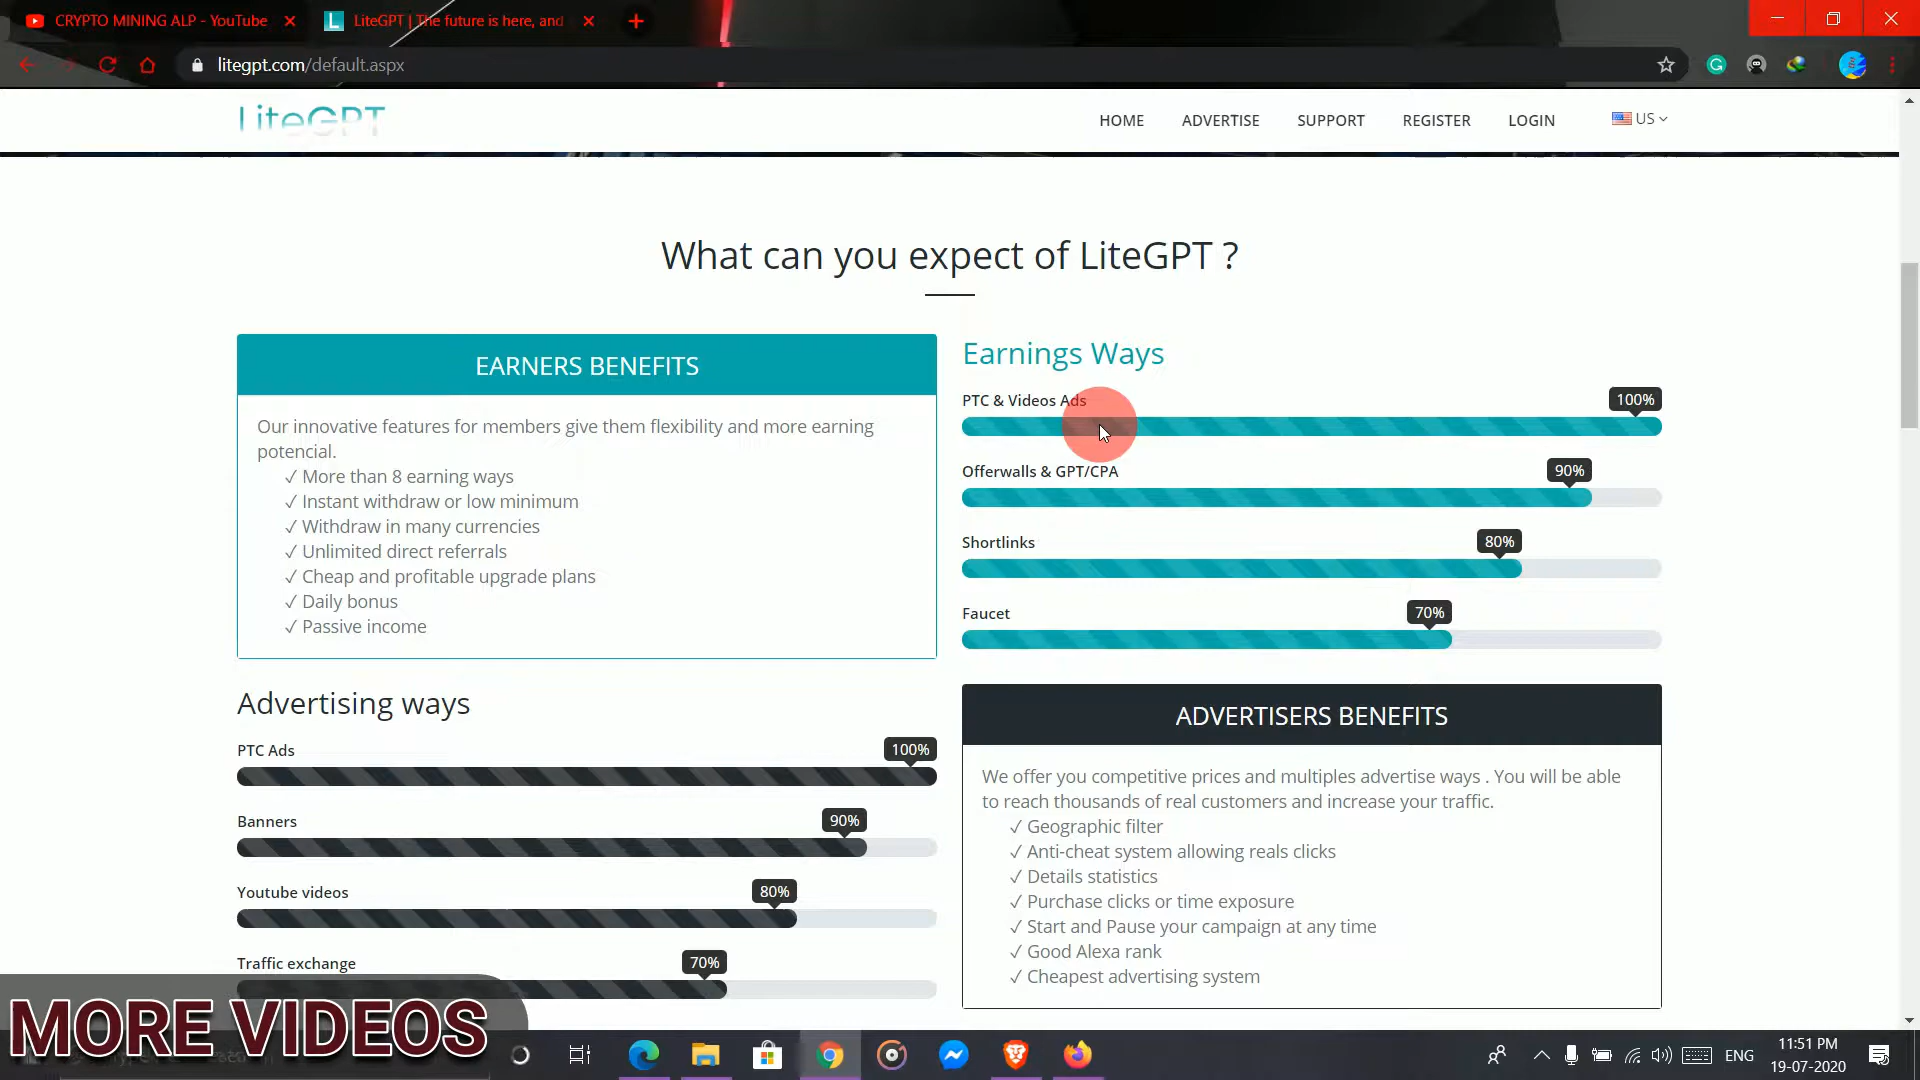 CRYPTO MINING ALP - YouTube
LiteGPT | The future is here, and
litegpt.com/default.aspx
LiteGPT
HOME
ADVERTISE
SUPPORT
REGISTER
LOGIN
US
What can you expect of LiteGPT ?
EARNERS BENEFITS
Our innovative features for members give them flexibility and more earning
potencial.
✓ More than 8 earning ways
✓ Instant withdraw or low minimum
✓ Withdraw in many currencies
✓ Unlimited direct referrals
✓ Cheap and profitable upgrade plans
✓ Daily bonus
✓ Passive income
Earnings Ways
PTC & Videos Ads
100%
Offerwalls & GPT/CPA
90%
Shortlinks
80%
Faucet
70%
Advertising ways
PTC Ads
100%
Banners
90%
Youtube videos
80%
Traffic exchange
70%
ADVERTISERS BENEFITS
We offer you competitive prices and multiples advertise ways . You will be able
to reach thousands of real customers and increase your traffic.
✓ Geographic filter
✓ Anti-cheat system allowing reals clicks
✓ Details statistics
✓ Purchase clicks or time exposure
✓ Start and Pause your campaign at any time
✓ Good Alexa rank
✓ Cheapest advertising system
MORE VIDEOS
ENG
11:51 PM
19-07-2020